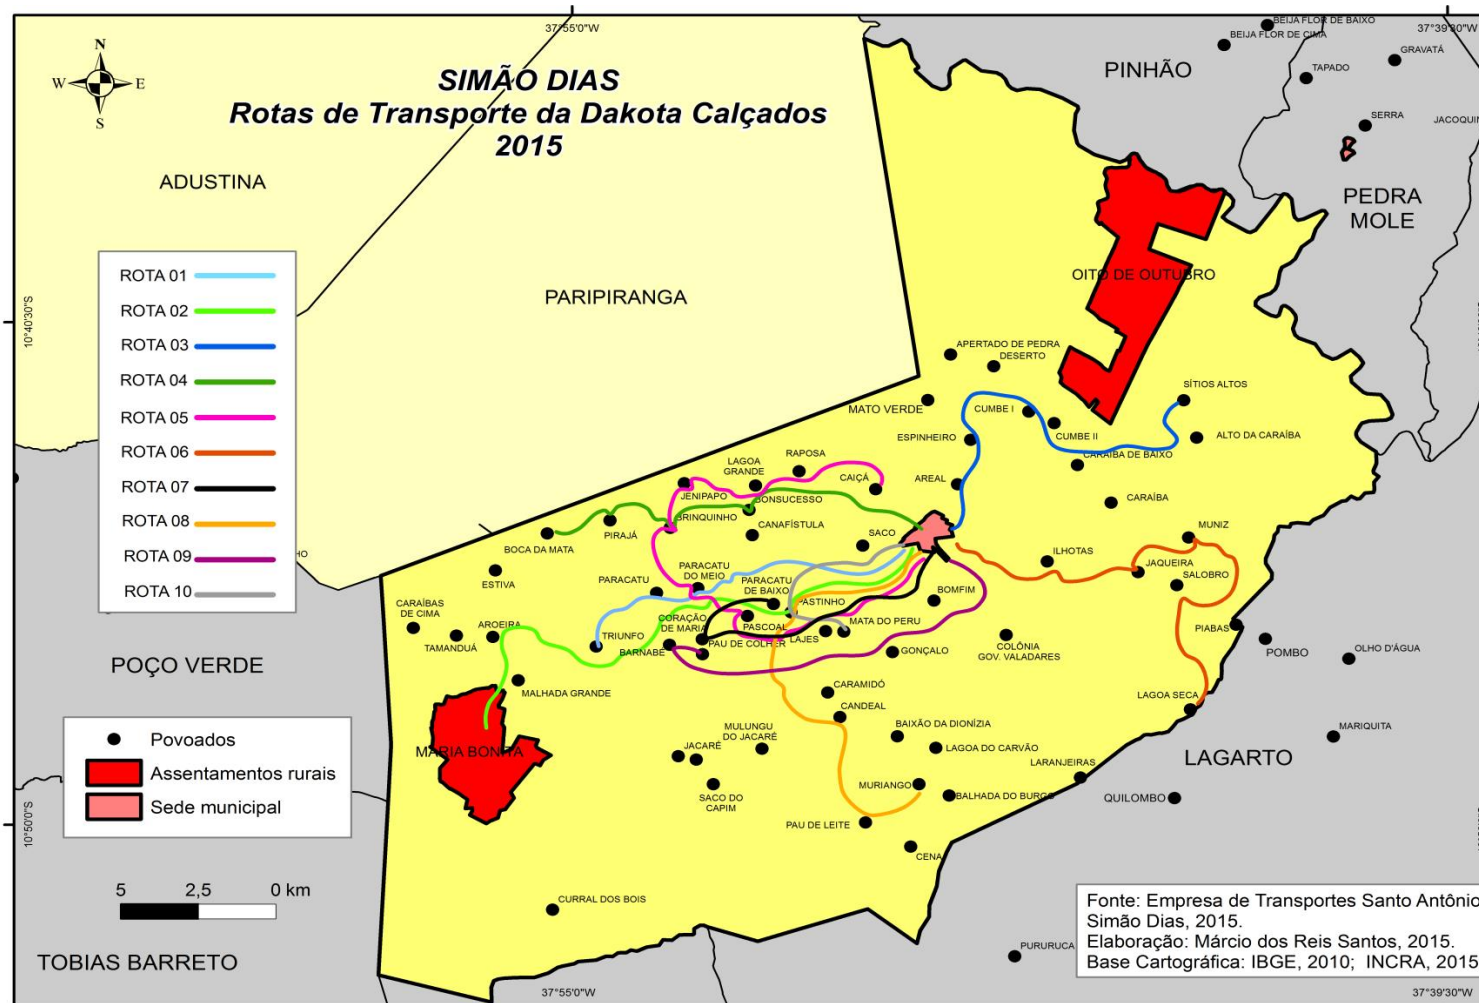 37°55'0"W
37°39'30"W
BEIJA FLOR DE BAIXO
BEIJA FLOR DE CIMA
GRAVATÁ
TAPADO
PINHÃO
N
W
E
S
SIMÃO DIAS
Rotas de Transporte da Dakota Calçados
2015
SERRA
JACOQUIN
ADUSTINA
PEDRA
MOLE
ROTA 01
ROTA 02
ROTA 03
ROTA 04
ROTA 05
ROTA 06
ROTA 07
ROTA 08
ROTA 09
ROTA 10
OITO DE OUTUBRO
PARIPIRANGA
10°40'30"S
APERTADO DE PEDRA
DESERTO
SÍTIOS ALTOS
MATO VERDE
CUMBE I
CUMBE II
ESPINHEIRO
ALTO DA CARAÍBA
CARAÍBA DE BAIXO
RAPOSA
LAGOA
GRANDE
CAIÇÁ
AREAL
JENIPAPO
BONSUCESSO
CARAÍBA
BRINQUINHO
PIRAJÁ
CANAFÍSTULA
MUNIZ
SACO
BOCA DA MATA
HO
ILHOTAS
JAQUEIRA
ESTIVA
PARACATU
PARACATU
DO MEIO
PARACATU
DE BAIXO
SALOBRO
BOMFIM
CARAÍBAS
DE CIMA
PASTINHO
CORAÇÃO
DE MARIA
PASCOAL
MATA DO PERU
PIABAS
AROEIRA
TRIUNFO
LAJES
COLÔNIA
GOV. VALADARES
POMBO
TAMANDUÁ
BARNABÉ
PAU DE COLHER
GONÇALO
OLHO D'ÁGUA
POÇO VERDE
MALHADA GRANDE
CARAMIDÓ
LAGOA SECA
CANDEAL
BAIXÃO DA DIONÍZIA
MARIQUITA
Povoados
Assentamentos rurais
Sede municipal
MARIA BONITA
MULUNGU
DO JACARÉ
JACARÉ
LAGOA DO CARVÃO
LAGARTO
LARANJEIRAS
SACO DO
CAPIM
MURIANGO
BALHADA DO BURGO
QUILOMBO
10°50'0"S
PAU DE LEITE
CENA
5 2,5 0 km
CURRAL DOS BOIS
Fonte: Empresa de Transportes Santo Antônio
Simão Dias, 2015.
Elaboração: Márcio dos Reis Santos, 2015.
Base Cartográfica: IBGE, 2010; INCRA, 2015
PURURUCA
TOBIAS BARRETO
37°55'0"W
37°39'30"W